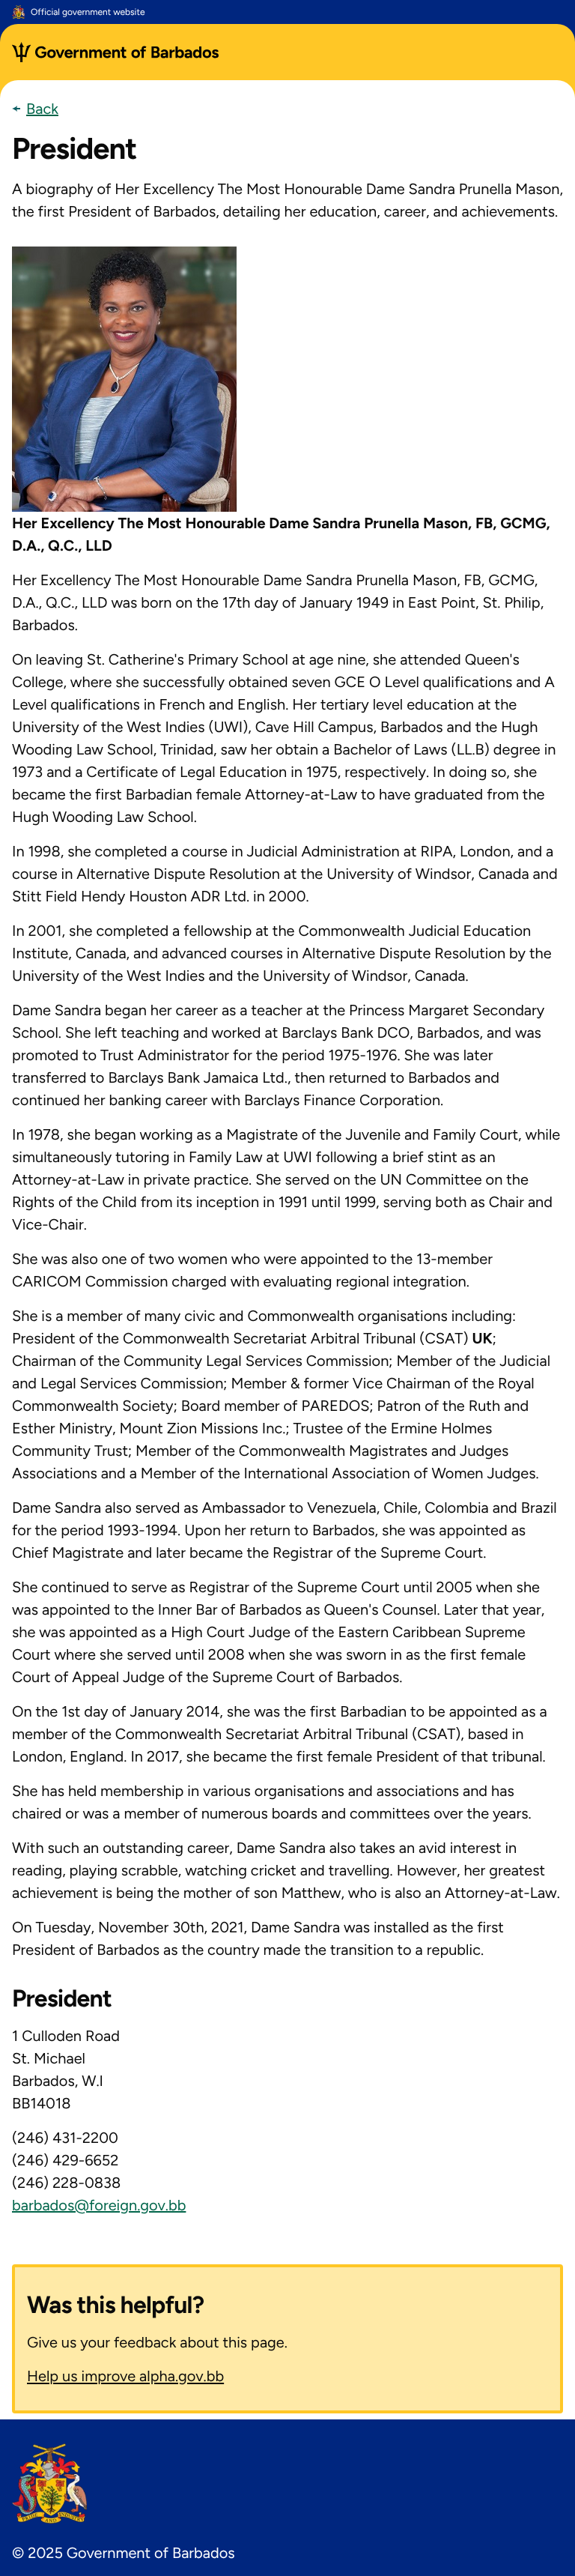 Official government website
Government of Barbados
Back
President
A biography of Her Excellency The Most Honourable Dame Sandra Prunella Mason,
the first President of Barbados, detailing her education, career, and achievements.
Her Excellency The Most Honourable Dame Sandra Prunella Mason, FB, GCMG,
D.A., Q.C., LLD
Her Excellency The Most Honourable Dame Sandra Prunella Mason, FB, GCMG,
D.A., Q.C., LLD was born on the 17th day of January 1949 in East Point, St. Philip,
Barbados.
On leaving St. Catherine's Primary School at age nine, she attended Queen's
College, where she successfully obtained seven GCE O Level qualifications and A
Level qualifications in French and English. Her tertiary level education at the
University of the West Indies (UWI), Cave Hill Campus, Barbados and the Hugh
Wooding Law School, Trinidad, saw her obtain a Bachelor of Laws (LL.B) degree in
1973 and a Certificate of Legal Education in 1975, respectively. In doing so, she
became the first Barbadian female Attorney-at-Law to have graduated from the
Hugh Wooding Law School.
In 1998, she completed a course in Judicial Administration at RIPA, London, and a
course in Alternative Dispute Resolution at the University of Windsor, Canada and
Stitt Field Hendy Houston ADR Ltd. in 2000.
In 2001, she completed a fellowship at the Commonwealth Judicial Education
Institute, Canada, and advanced courses in Alternative Dispute Resolution by the
University of the West Indies and the University of Windsor, Canada.
Dame Sandra began her career as a teacher at the Princess Margaret Secondary
School. She left teaching and worked at Barclays Bank DCO, Barbados, and was
promoted to Trust Administrator for the period 1975-1976. She was later
transferred to Barclays Bank Jamaica Ltd., then returned to Barbados and
continued her banking career with Barclays Finance Corporation.
In 1978, she began working as a Magistrate of the Juvenile and Family Court, while
simultaneously tutoring in Family Law at UWI following a brief stint as an
Attorney-at-Law in private practice. She served on the UN Committee on the
Rights of the Child from its inception in 1991 until 1999, serving both as Chair and
Vice-Chair.
She was also one of two women who were appointed to the 13-member
CARICOM Commission charged with evaluating regional integration.
She is a member of many civic and Commonwealth organisations including:
President of the Commonwealth Secretariat Arbitral Tribunal (CSAT) UK;
Chairman of the Community Legal Services Commission; Member of the Judicial
and Legal Services Commission; Member & former Vice Chairman of the Royal
Commonwealth Society; Board member of PAREDOS; Patron of the Ruth and
Esther Ministry, Mount Zion Missions Inc.; Trustee of the Ermine Holmes
Community Trust; Member of the Commonwealth Magistrates and Judges
Associations and a Member of the International Association of Women Judges.
Dame Sandra also served as Ambassador to Venezuela, Chile, Colombia and Brazil
for the period 1993-1994. Upon her return to Barbados, she was appointed as
Chief Magistrate and later became the Registrar of the Supreme Court.
She continued to serve as Registrar of the Supreme Court until 2005 when she
was appointed to the Inner Bar of Barbados as Queen's Counsel. Later that year,
she was appointed as a High Court Judge of the Eastern Caribbean Supreme
Court where she served until 2008 when she was sworn in as the first female
Court of Appeal Judge of the Supreme Court of Barbados.
On the 1st day of January 2014, she was the first Barbadian to be appointed as a
member of the Commonwealth Secretariat Arbitral Tribunal (CSAT), based in
London, England. In 2017, she became the first female President of that tribunal.
She has held membership in various organisations and associations and has
chaired or was a member of numerous boards and committees over the years.
With such an outstanding career, Dame Sandra also takes an avid interest in
reading, playing scrabble, watching cricket and travelling. However, her greatest
achievement is being the mother of son Matthew, who is also an Attorney-at-Law.
On Tuesday, November 30th, 2021, Dame Sandra was installed as the first
President of Barbados as the country made the transition to a republic.
President
1 Culloden Road
St. Michael
Barbados, W.I
BB14018
(246) 431-2200
(246) 429-6652
(246) 228-0838
barbados@foreign.gov.bb
Was this helpful?
Give us your feedback about this page.
Help us improve alpha.gov.bb
PRIDE AND INDUSTRY
© 2025 Government of Barbados